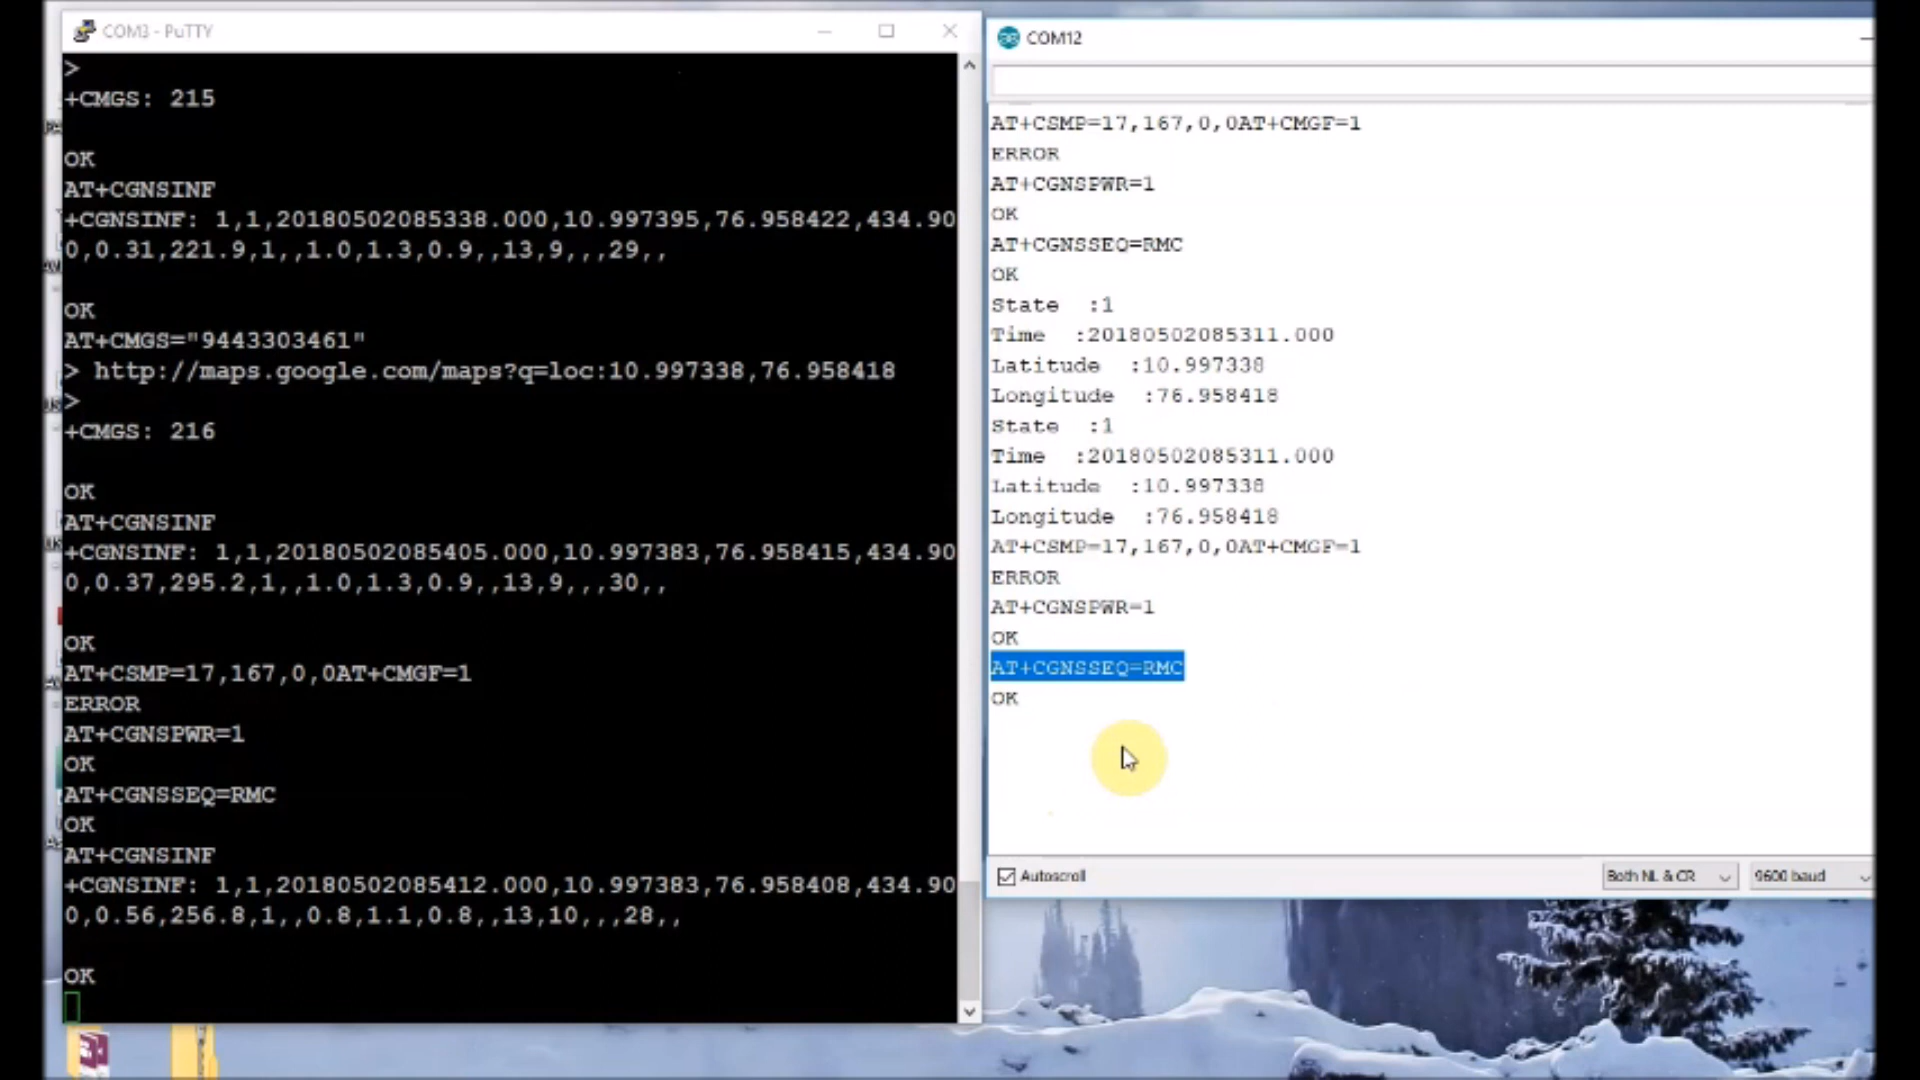 COM3 - PuTTY
>
+CMGS: 215
OK
AT+CGNSINF
+CGNSINF: 1,1,20180502085338.000,10.997395,76.958422,434.90
0,0.31,221.9,1,,1.0,1.3,0.9,,13,9,,,29,,
OK
AT+CMGS="9443303461"
> http://maps.google.com/maps?q=loc:10.997338,76.958418
>
+CMGS: 216
OK
AT+CGNSINF
+CGNSINF: 1,1,20180502085405.000,10.997383,76.958415,434.90
0,0.37,295.2,1,,1.0,1.3,0.9,,13,9,,,30,,
OK
AT+CSMP=17,167,0,0AT+CMGF=1
ERROR
AT+CGNSPWR=1
OK
AT+CGNSSEQ=RMC
OK
AT+CGNSINF
+CGNSINF: 1,1,20180502085412.000,10.997383,76.958408,434.90
0,0.56,256.8,1,,0.8,1.1,0.8,,13,10,,,28,,
OK
COM12
AT+CSMP=17,167,0,0AT+CMGF=1
ERROR
AT+CGNSPWR=1
OK
AT+CGNSSEQ=RMC
OK
State :1
Time :20180502085311.000
Latitude :10.997338
Longitude :76.958418
State :1
Time :20180502085311.000
Latitude :10.997338
Longitude :76.958418
AT+CSMP=17,167,0,0AT+CMGF=1
ERROR
AT+CGNSPWR=1
OK
AT+CGNSSEQ=RMC
OK
Autoscroll
Both NL & CR
9600 baud